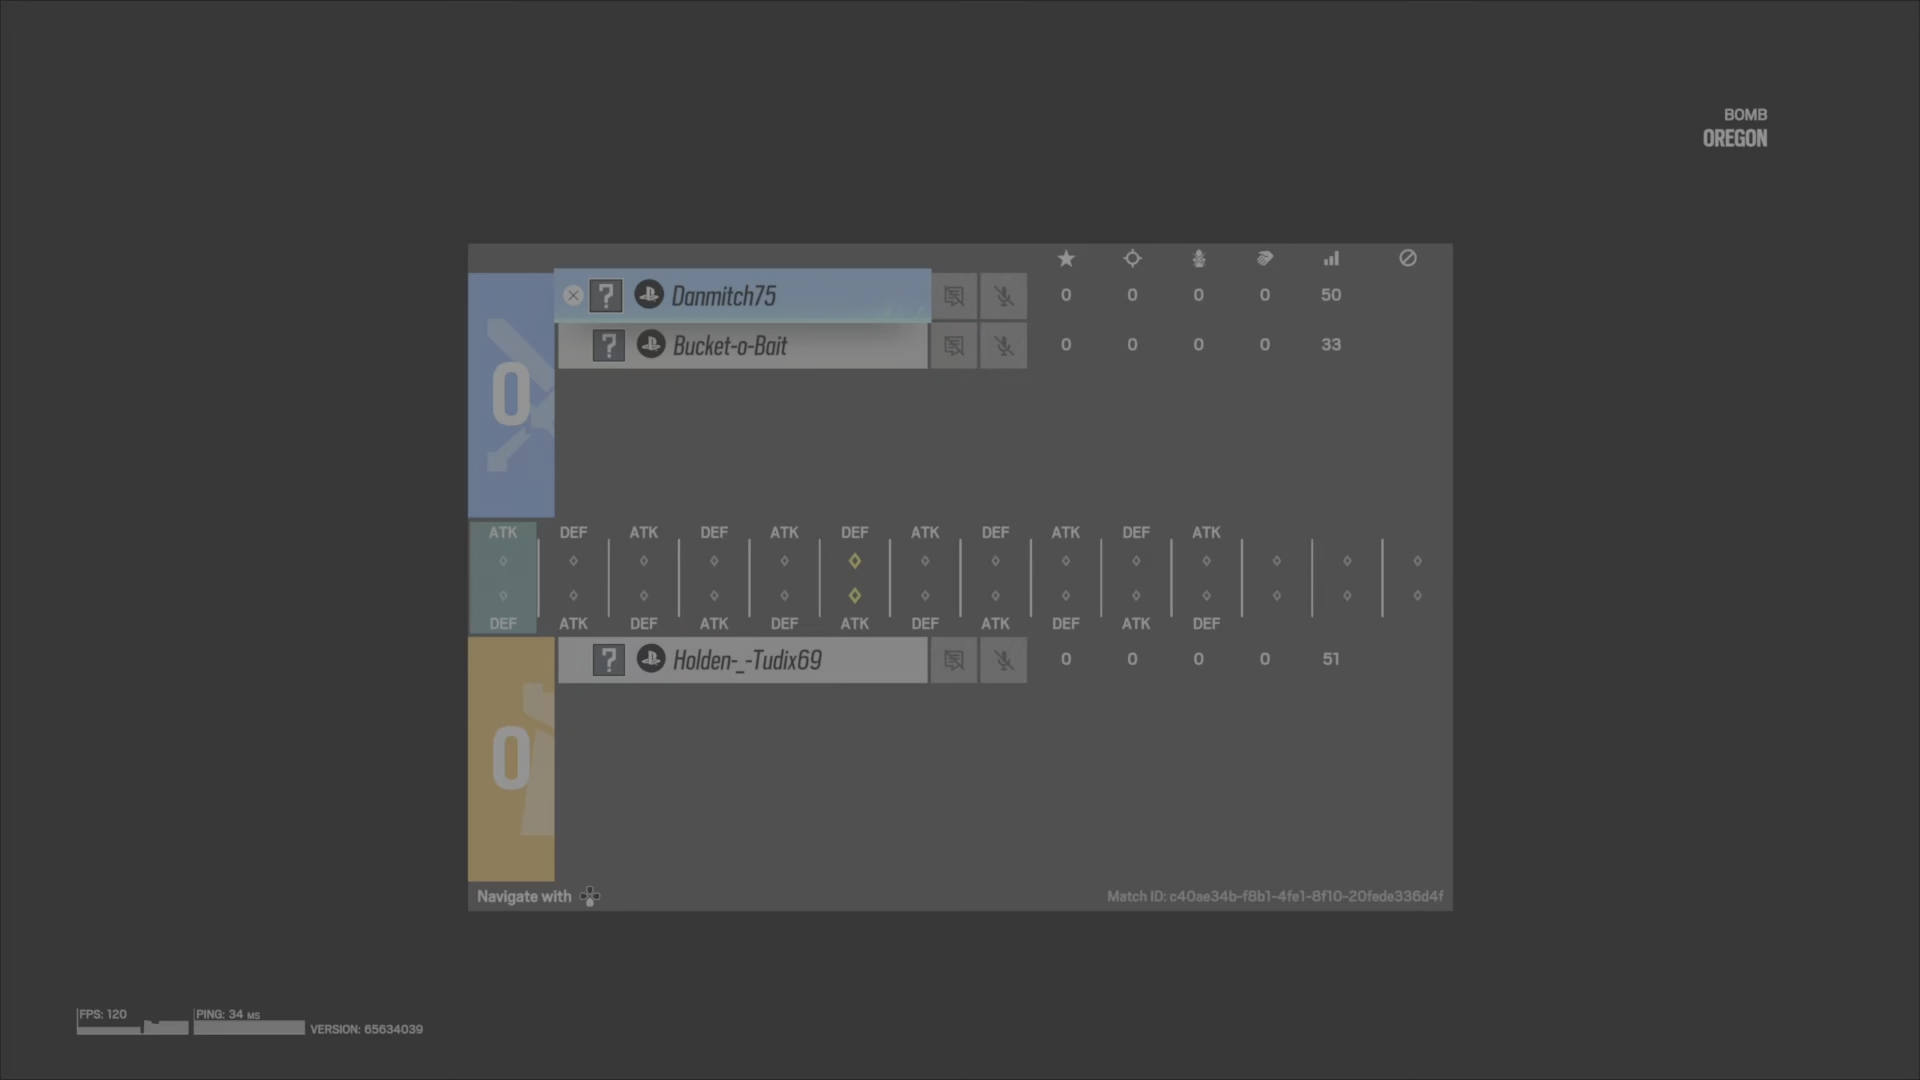 BOMB
OREGON
Danmitch75 0 0 0 0 50
Bucket-o-Bait 0 0 0 0 33
0
ATK DEF ATK DEF ATK DEF ATK DEF ATK DEF ATK
DEF ATK DEF ATK DEF ATK DEF ATK DEF ATK DEF
Holden-_-Tudix69 0 0 0 0 51
0
Navigate with
Match ID: c40ae34b-f8b1-4fe1-8f10-20fede336d4f
FPS: 120 PING: 34 MS
VERSION: 65634039